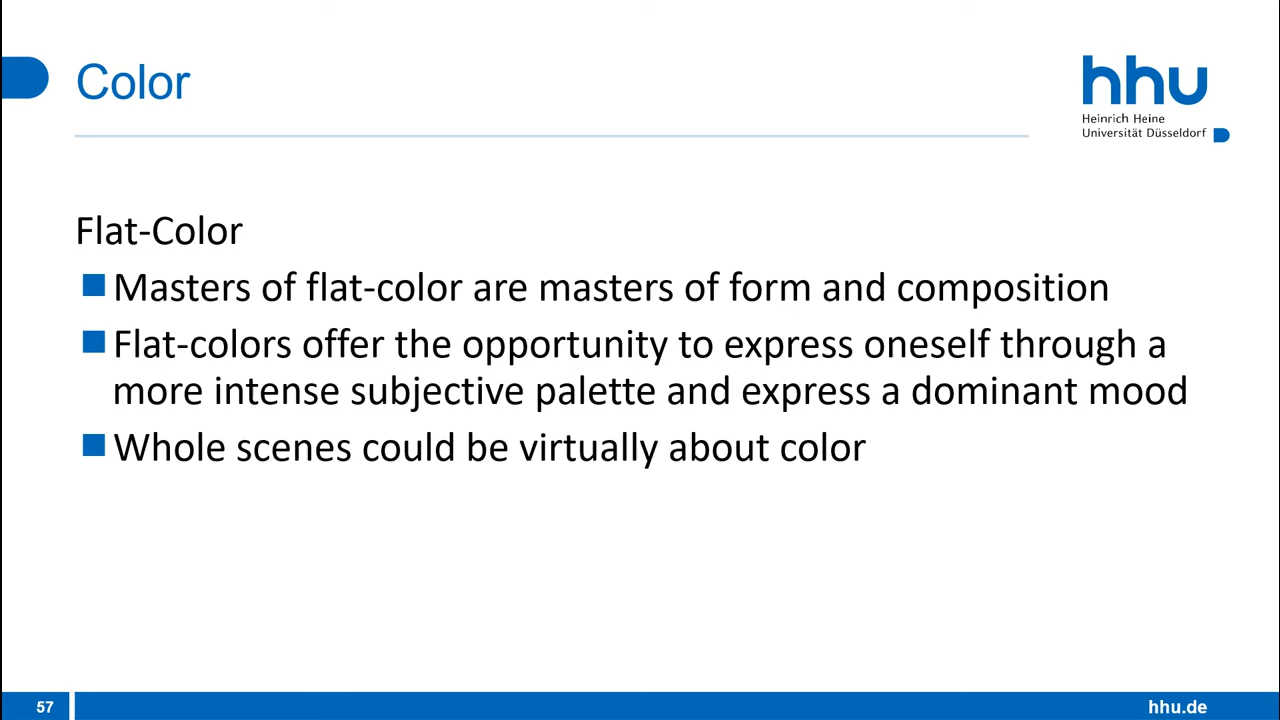 Color
hhu
Heinrich Heine
Universität Düsseldorf
Flat-Color
Masters of flat-color are masters of form and composition
Flat-colors offer the opportunity to express oneself through a
more intense subjective palette and express a dominant mood
Whole scenes could be virtually about color
57
hhu.de